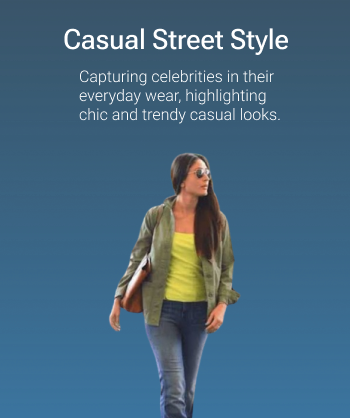 Casual Street Style
Capturing celebrities in their
everyday wear, highlighting
chic and trendy casual looks.